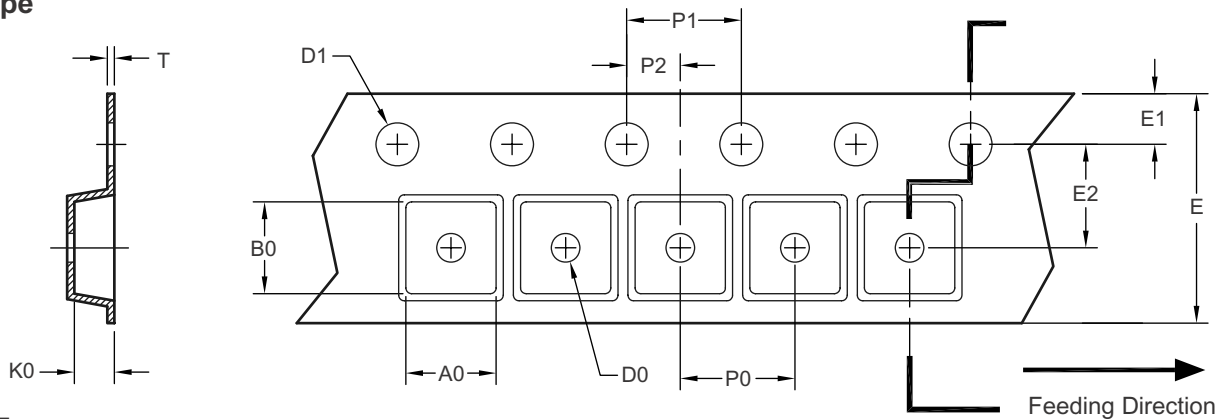 pe
P1
T
D1
P2
E1
E2
E
B0
K0
A0
D0
P0
Feeding Direction